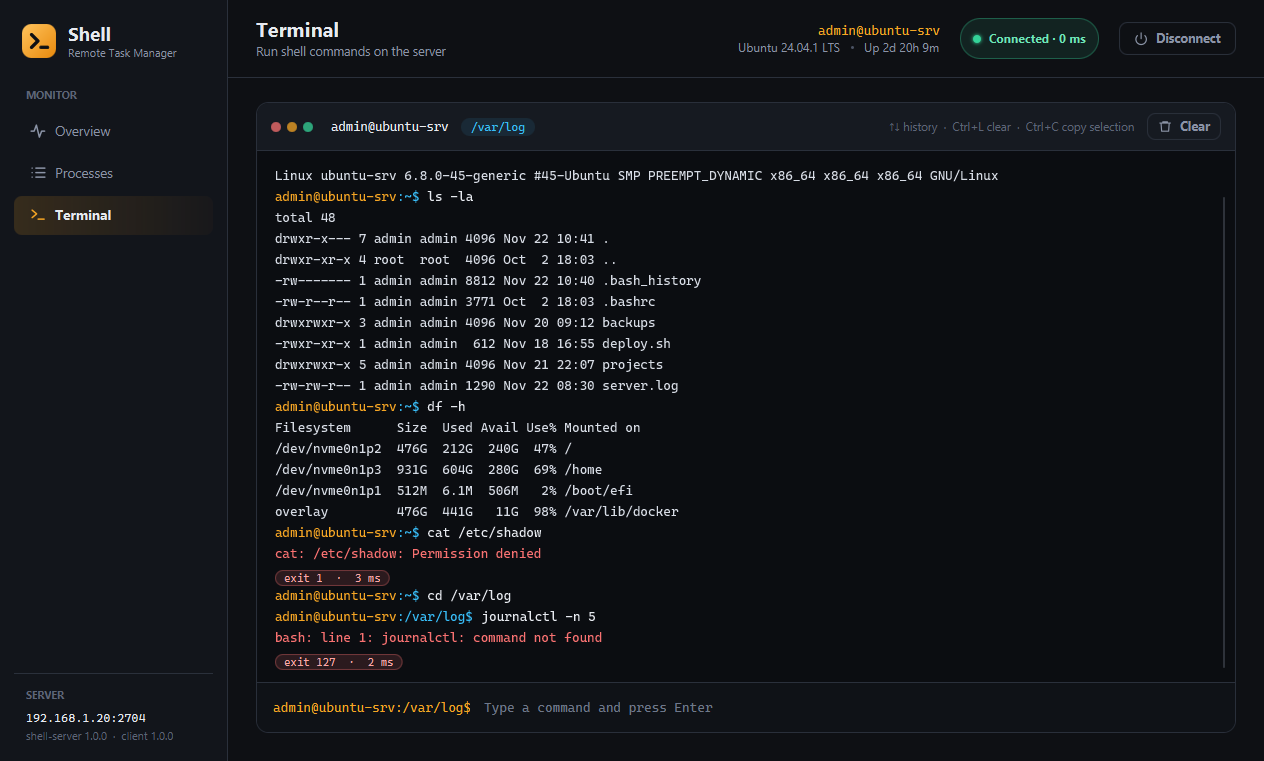 Shell
Remote Task Manager
MONITOR
Overview
Processes
Terminal
SERVER
192.168.1.20:2704
shell-server 1.0.0 · client 1.0.0
Terminal
Run shell commands on the server
admin@ubuntu-srv
Ubuntu 24.04.1 LTS • Up 2d 20h 9m
Connected · 0 ms
Disconnect
admin@ubuntu-srv /var/log
↑↓ history · Ctrl+L clear · Ctrl+C copy selection
Clear
Linux ubuntu-srv 6.8.0-45-generic #45-Ubuntu SMP PREEMPT_DYNAMIC x86_64 x86_64 x86_64 GNU/Linux
admin@ubuntu-srv:~$ ls -la
total 48
drwxr-x--- 7 admin admin 4096 Nov 22 10:41 .
drwxr-xr-x 4 root  root  4096 Oct  2 18:03 ..
-rw------- 1 admin admin 8812 Nov 22 10:40 .bash_history
-rw-r--r-- 1 admin admin 3771 Oct  2 18:03 .bashrc
drwxrwxr-x 3 admin admin 4096 Nov 20 09:12 backups
-rwxr-xr-x 1 admin admin  612 Nov 18 16:55 deploy.sh
drwxrwxr-x 5 admin admin 4096 Nov 21 22:07 projects
-rw-rw-r-- 1 admin admin 1290 Nov 22 08:30 server.log
admin@ubuntu-srv:~$ df -h
Filesystem      Size  Used Avail Use% Mounted on
/dev/nvme0n1p2  476G  212G  240G  47% /
/dev/nvme0n1p3  931G  604G  280G  69% /home
/dev/nvme0n1p1  512M  6.1M  506M   2% /boot/efi
overlay         476G  441G   11G  98% /var/lib/docker
admin@ubuntu-srv:~$ cat /etc/shadow
cat: /etc/shadow: Permission denied
exit 1 · 3 ms
admin@ubuntu-srv:~$ cd /var/log
admin@ubuntu-srv:/var/log$ journalctl -n 5
bash: line 1: journalctl: command not found
exit 127 · 2 ms
admin@ubuntu-srv:/var/log$ Type a command and press Enter